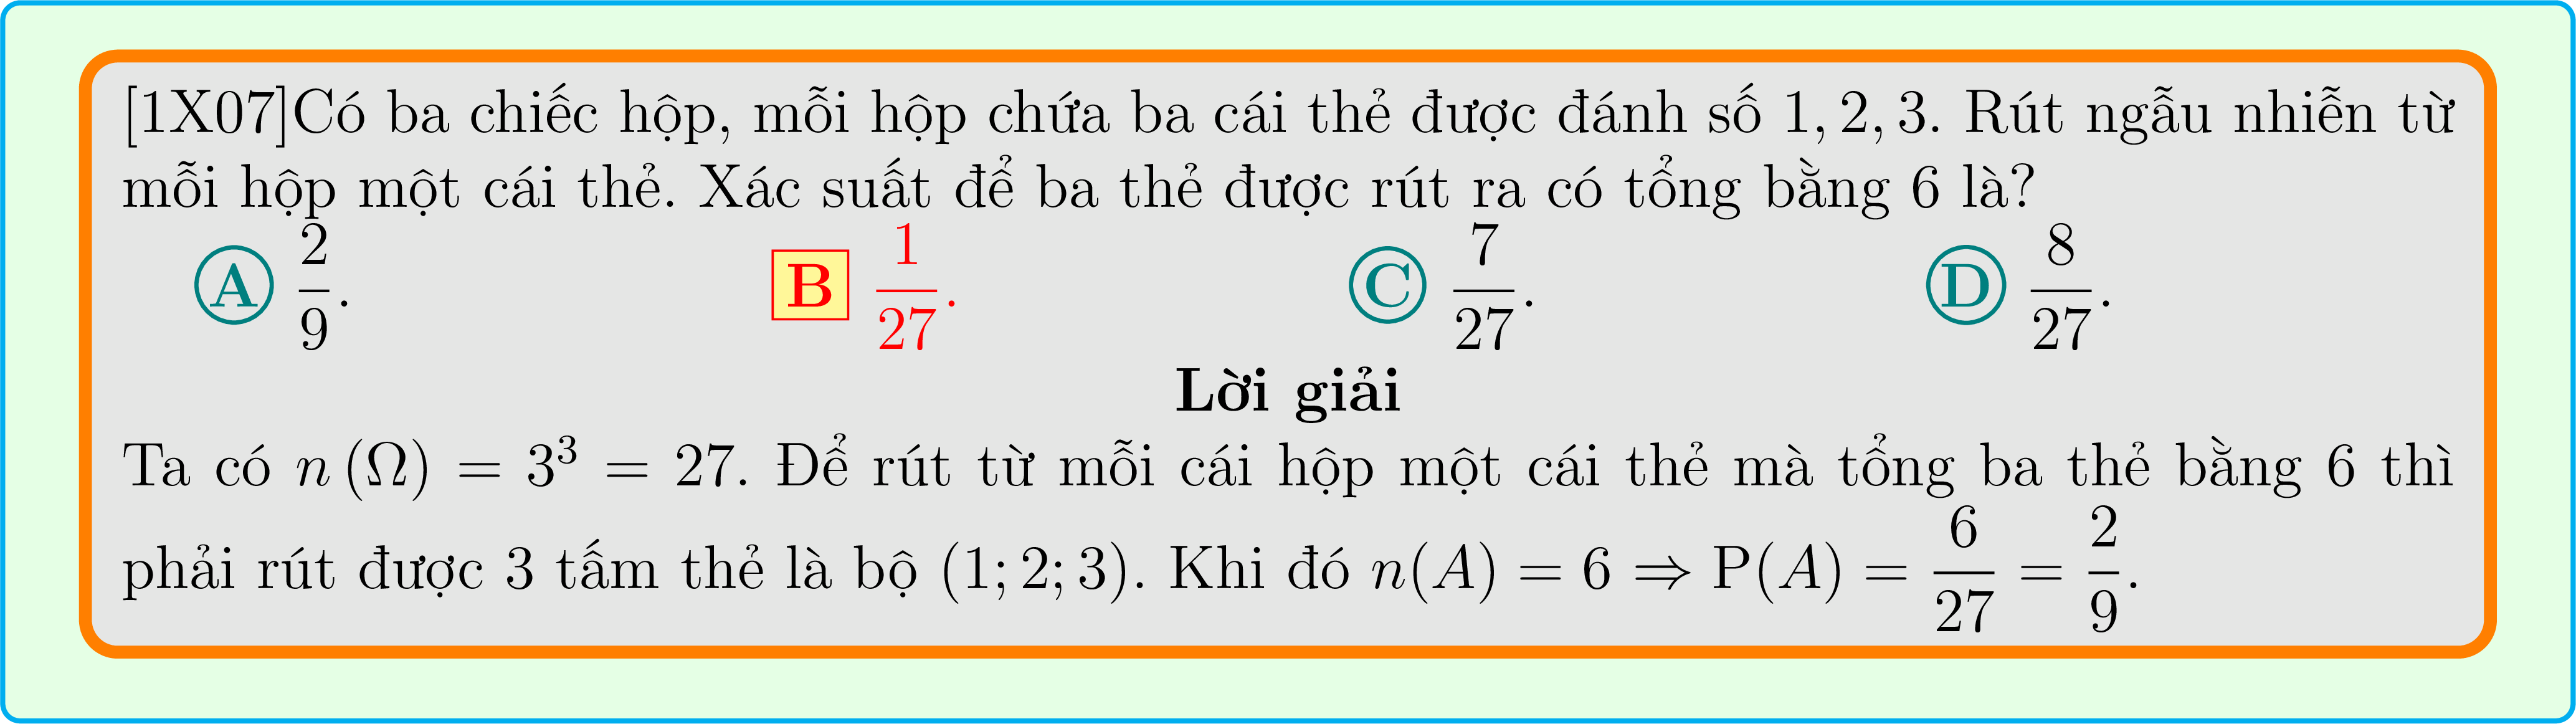 [1X07]Có ba chiếc hộp, mỗi hộp chứa ba cái thẻ được đánh số 1, 2, 3. Rút ngẫu nhiễn từ
mỗi hộp một cái thẻ. Xác suất để ba thẻ được rút ra có tổng bằng 6 là?
A $\frac{2}{9}$. B $\frac{1}{27}$. C $\frac{7}{27}$. D $\frac{8}{27}$.
Lời giải
Ta có $n(\Omega) = 3^3 = 27$. Để rút từ mỗi cái hộp một cái thẻ mà tổng ba thẻ bằng 6 thì
phải rút được 3 tấm thẻ là bộ (1; 2; 3). Khi đó $n(A) = 6 \Rightarrow \mathrm{P}(A) = \frac{6}{27} = \frac{2}{9}$.